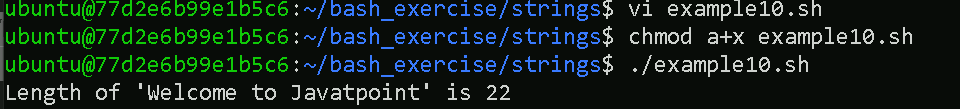 ubuntu@77d2e6b99e1b5c6:~/bash_exercise/strings$ vi example10.sh
ubuntu@77d2e6b99e1b5c6:~/bash_exercise/strings$ chmod a+x example10.sh
ubuntu@77d2e6b99e1b5c6:~/bash_exercise/strings$ ./example10.sh
Length of 'Welcome to Javatpoint' is 22